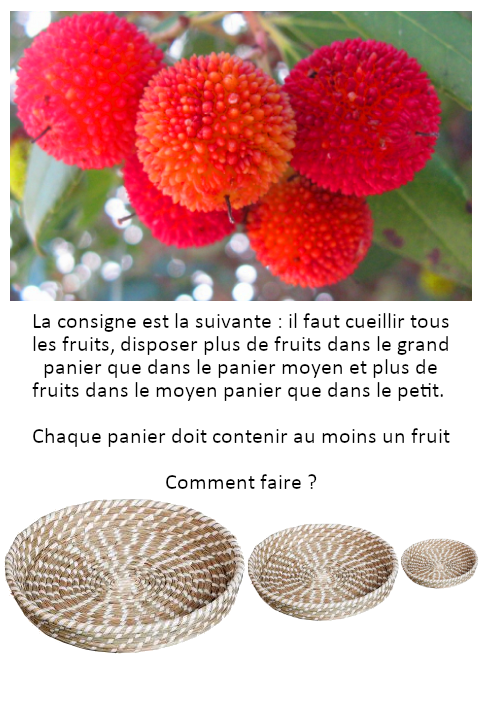 La consigne est la suivante : il faut cueillir tous
les fruits, disposer plus de fruits dans le grand
panier que dans le panier moyen et plus de
fruits dans le moyen panier que dans le petit.
Chaque panier doit contenir au moins un fruit
Comment faire ?